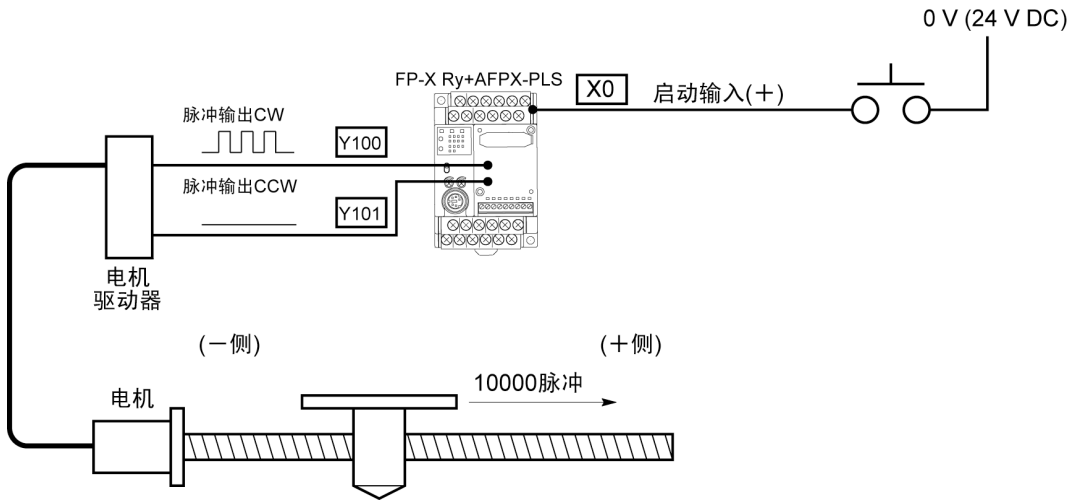 0 V (24 V DC)
FP-X Ry+AFPX-PLS
X0
启动输入(＋)
脉冲输出CW
Y100
脉冲输出CCW
Y101
电机
驱动器
(－侧)
(＋侧)
10000脉冲
电机